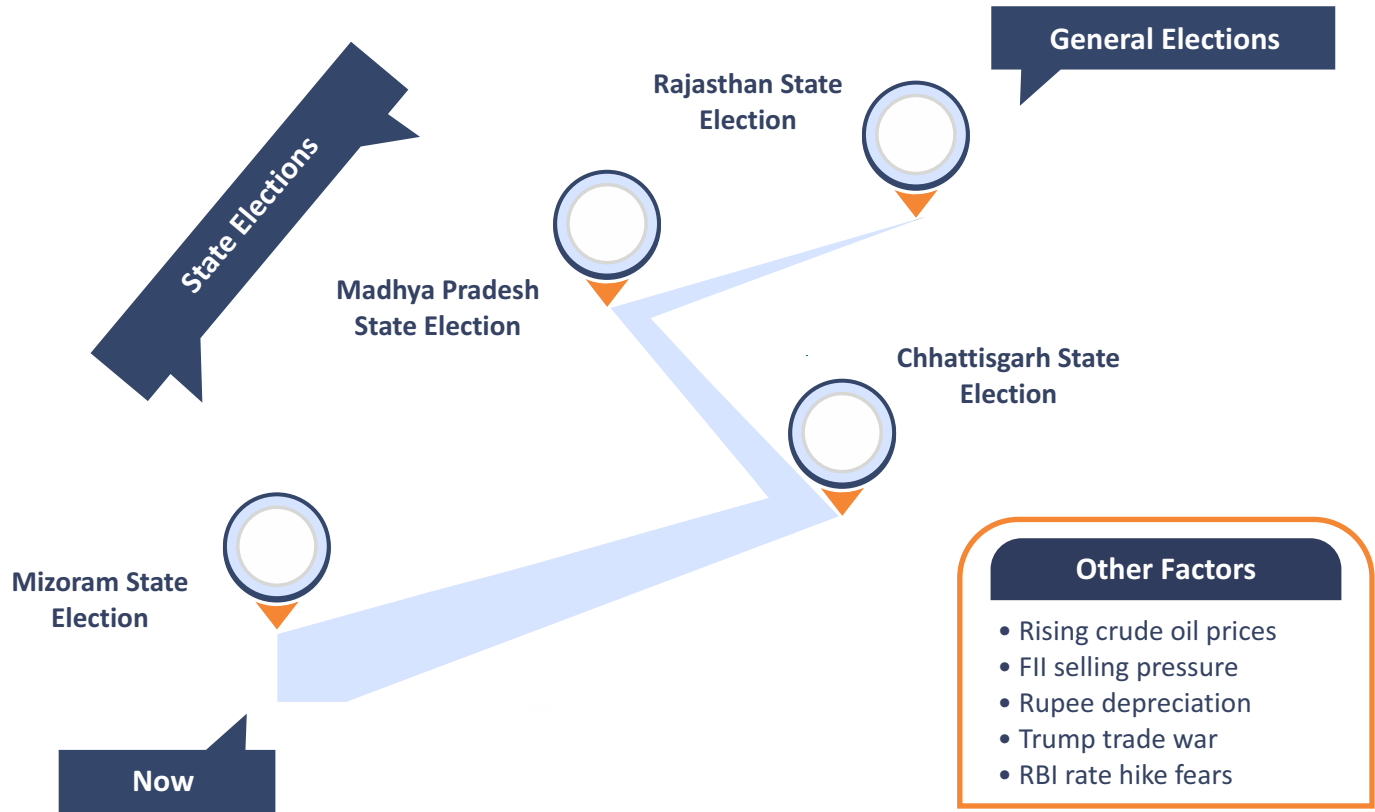 General Elections
Rajasthan State
Election
State Elections
Madhya Pradesh
State Election
Chhattisgarh State
Election
Mizoram State
Election
Other Factors
• Rising crude oil prices
• FII selling pressure
• Rupee depreciation
• Trump trade war
• RBI rate hike fears
Now